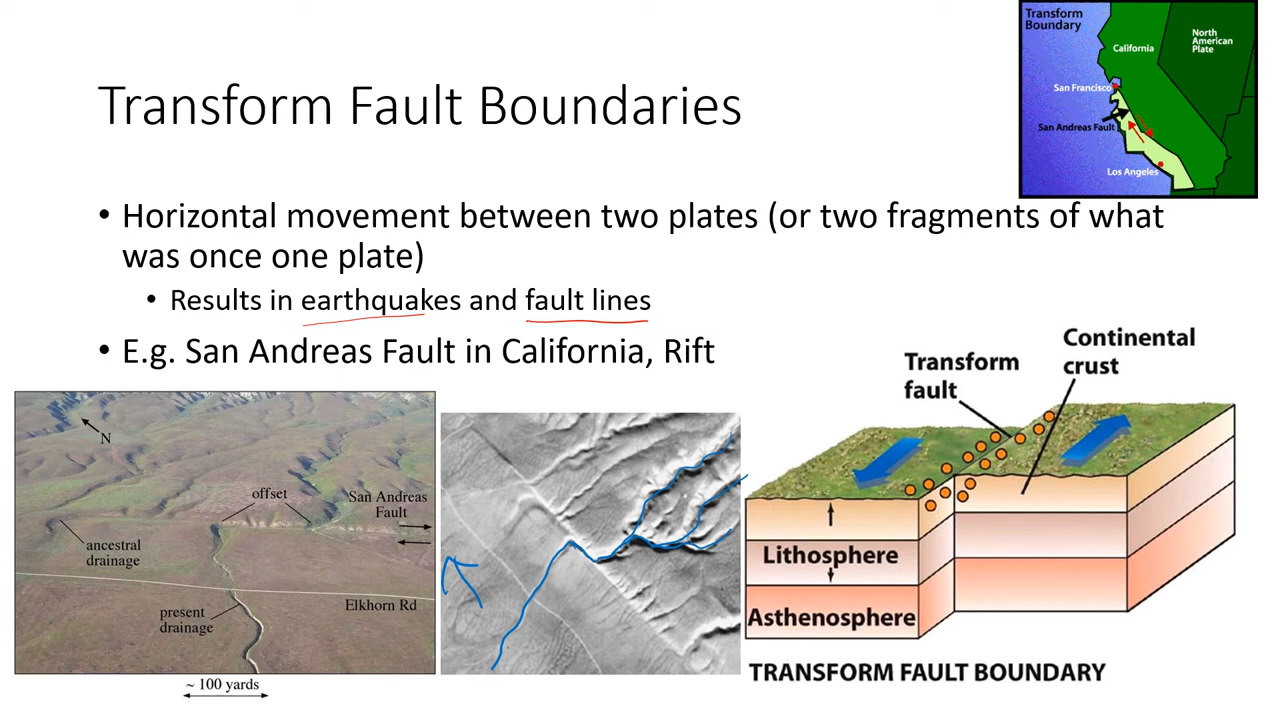 Transform
Boundary
California
North
American
Plate
San Francisco
San Andreas Fault
Los Angeles
Transform Fault Boundaries
• Horizontal movement between two plates (or two fragments of what
was once one plate)
• Results in earthquakes and fault lines
• E.g. San Andreas Fault in California, Rift
N
offset
San Andreas
Fault
ancestral
drainage
Elkhorn Rd
present
drainage
~ 100 yards
Transform
fault
Continental
crust
Lithosphere
Asthenosphere
TRANSFORM FAULT BOUNDARY